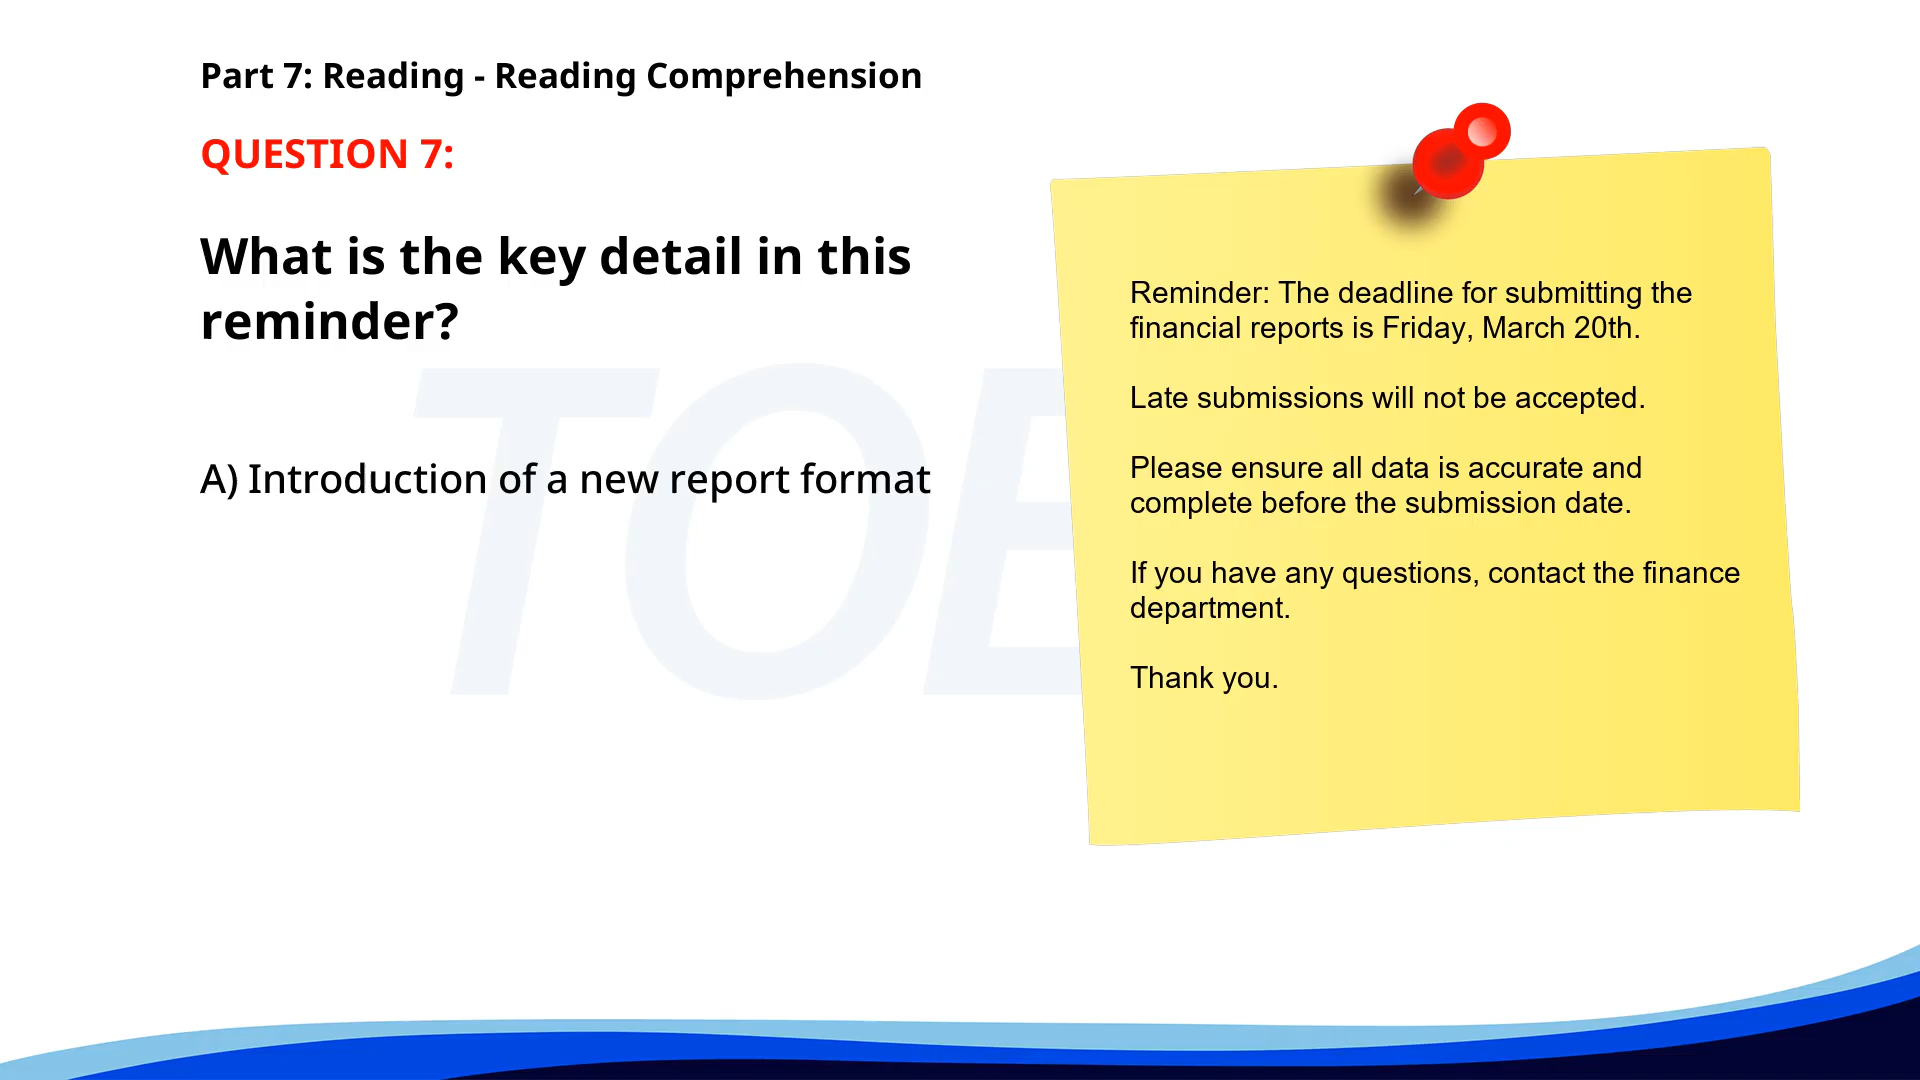 Part 7: Reading - Reading Comprehension
QUESTION 7:
What is the key detail in this
reminder?
A) Introduction of a new report format
Reminder: The deadline for submitting the
financial reports is Friday, March 20th.
Late submissions will not be accepted.
Please ensure all data is accurate and
complete before the submission date.
If you have any questions, contact the finance
department.
Thank you.